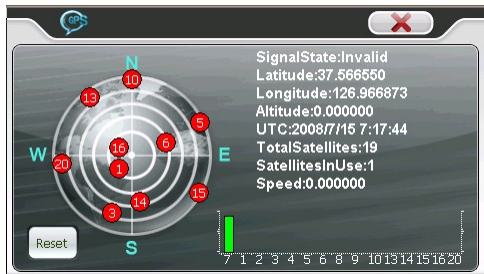 GPS
N
10
13
5
6
16
W
E
20
1
15
14
3
S
Reset
SignalState:Invalid
Latitude:37.566550
Longitude:126.966873
Altitude:0.000000
UTC:2008/7/15 7:17:44
TotalSatellites:19
SatellitesInUse:1
Speed:0.000000
7 1 2 3 5 6 8 9 10 13 14 15 16 20